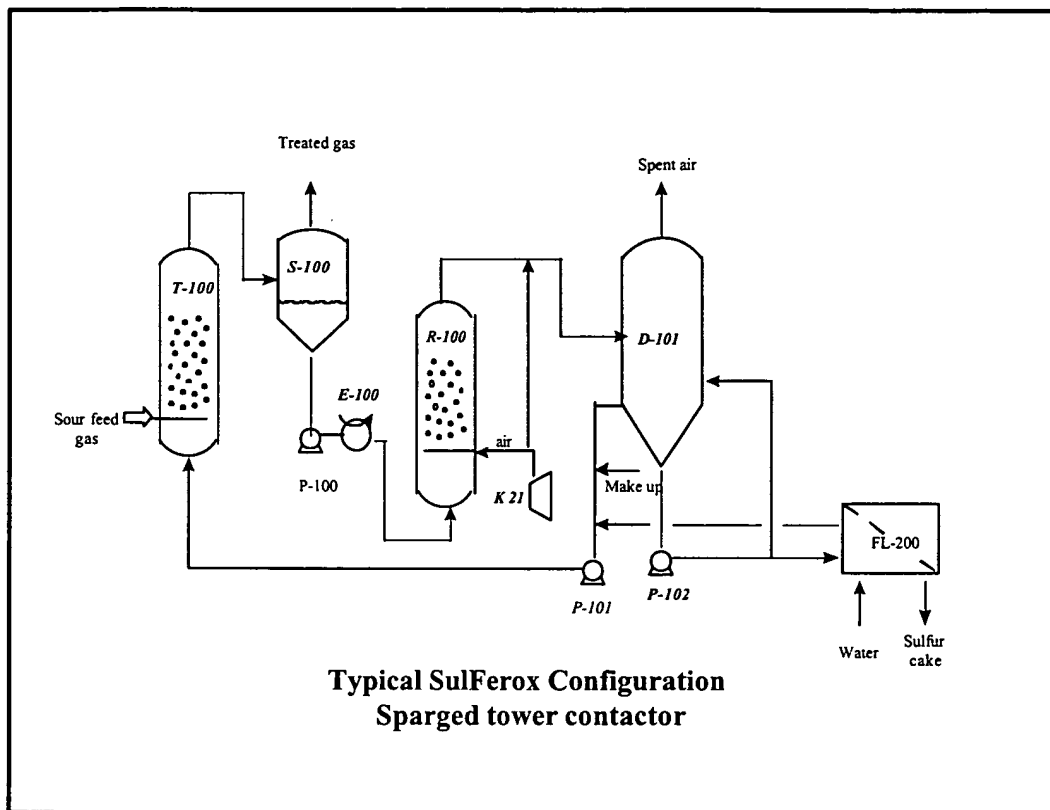 Treated gas
Spent air
S-100
T-100
R-100
D-101
E-100
Sour feed
gas
air
P-100
K 21
Make up
FL-200
P-101
P-102
Water
Sulfur
cake
Typical SulFerox Configuration
Sparged tower contactor